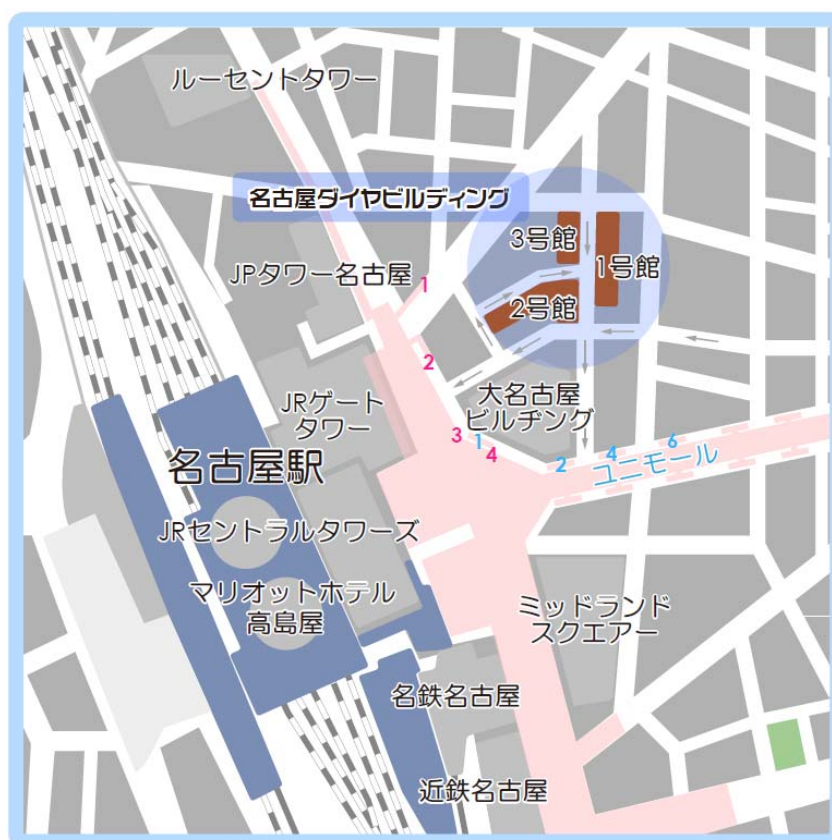 ルーセントタワー
名古屋ダイヤビルディング
3号館
JPタワー名古屋
1
1号館
2号館
2
JRゲート
タワー
大名古屋
ビルヂング
3
1
4
2
4
6
ユニモール
名古屋駅
JRセントラルタワーズ
マリオットホテル
高島屋
ミッドランド
スクエアー
名鉄名古屋
近鉄名古屋